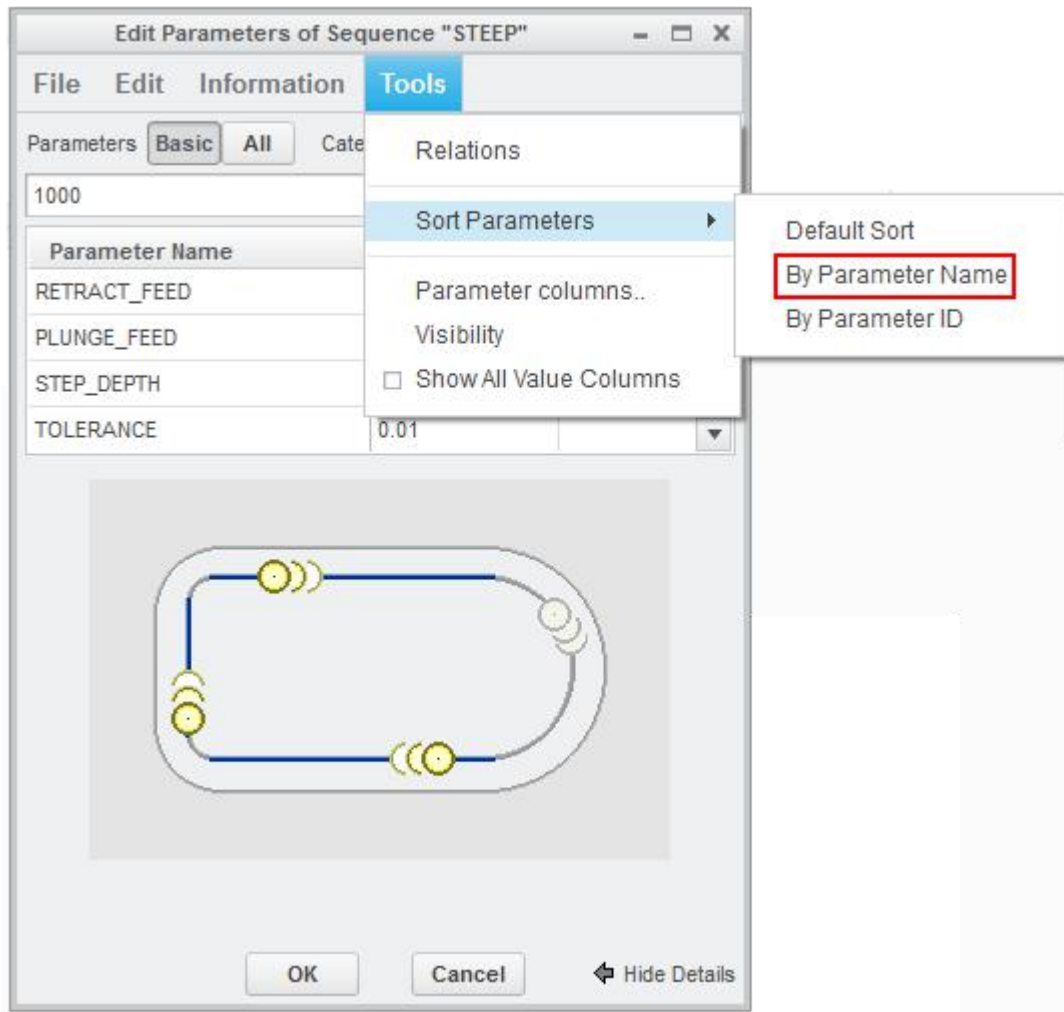 Edit Parameters of Sequence "STEEP"
File Edit Information Tools
Parameters Basic All Cate
1000
Parameter Name
RETRACT_FEED
PLUNGE_FEED
STEP_DEPTH
TOLERANCE 0.01
Relations
Sort Parameters
Parameter columns..
Visibility
Show All Value Columns
Default Sort
By Parameter Name
By Parameter ID
OK Cancel Hide Details